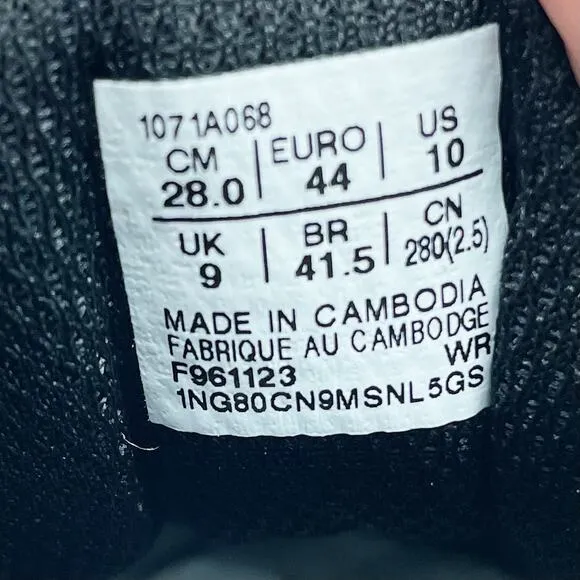 1071A068
CM | EURO | US
28.0 | 44 | 10
UK | BR | CN
9 | 41.5 | 280(2.5)
MADE IN CAMBODIA
FABRIQUE AU CAMBODGE
F961123 WR
1NG80CN9MSNL5GS